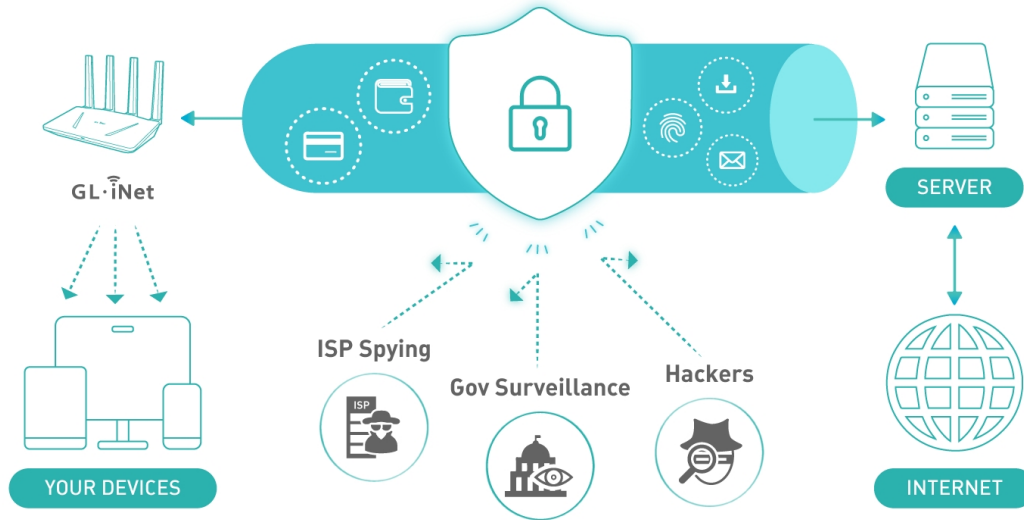 GL·iNet
SERVER
ISP Spying
Gov Surveillance
Hackers
ISP
YOUR DEVICES
INTERNET